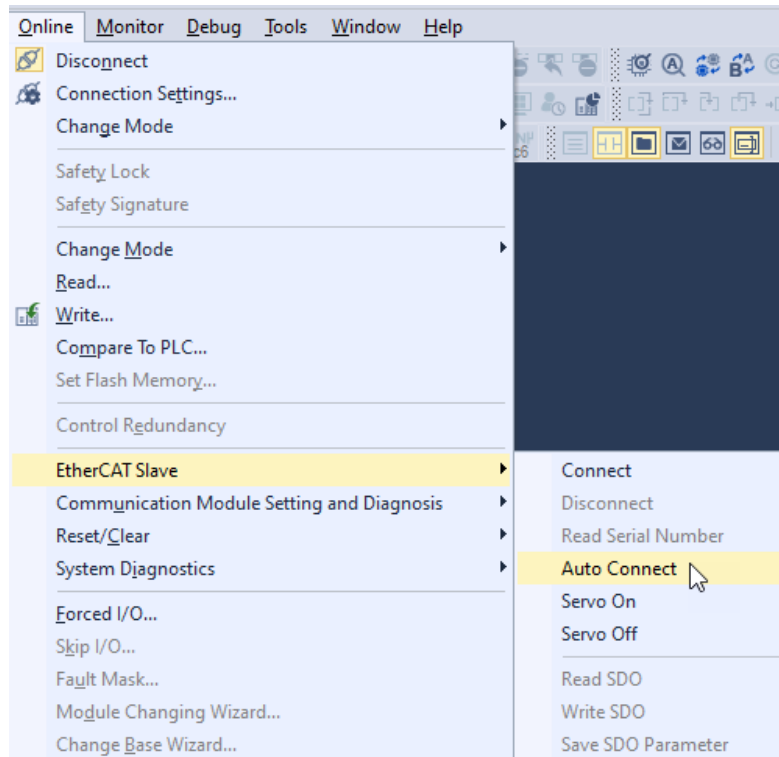 Online Monitor Debug Tools Window Help
Disconnect
Connection Settings...
Change Mode
Safety Lock
Safety Signature
Change Mode
Read...
Write...
Compare To PLC...
Set Flash Memory...
Control Redundancy
EtherCAT Slave
Communication Module Setting and Diagnosis
Reset/Clear
System Diagnostics
Forced I/O...
Skip I/O...
Fault Mask...
Module Changing Wizard...
Change Base Wizard...
Connect
Disconnect
Read Serial Number
Auto Connect
Servo On
Servo Off
Read SDO
Write SDO
Save SDO Parameter